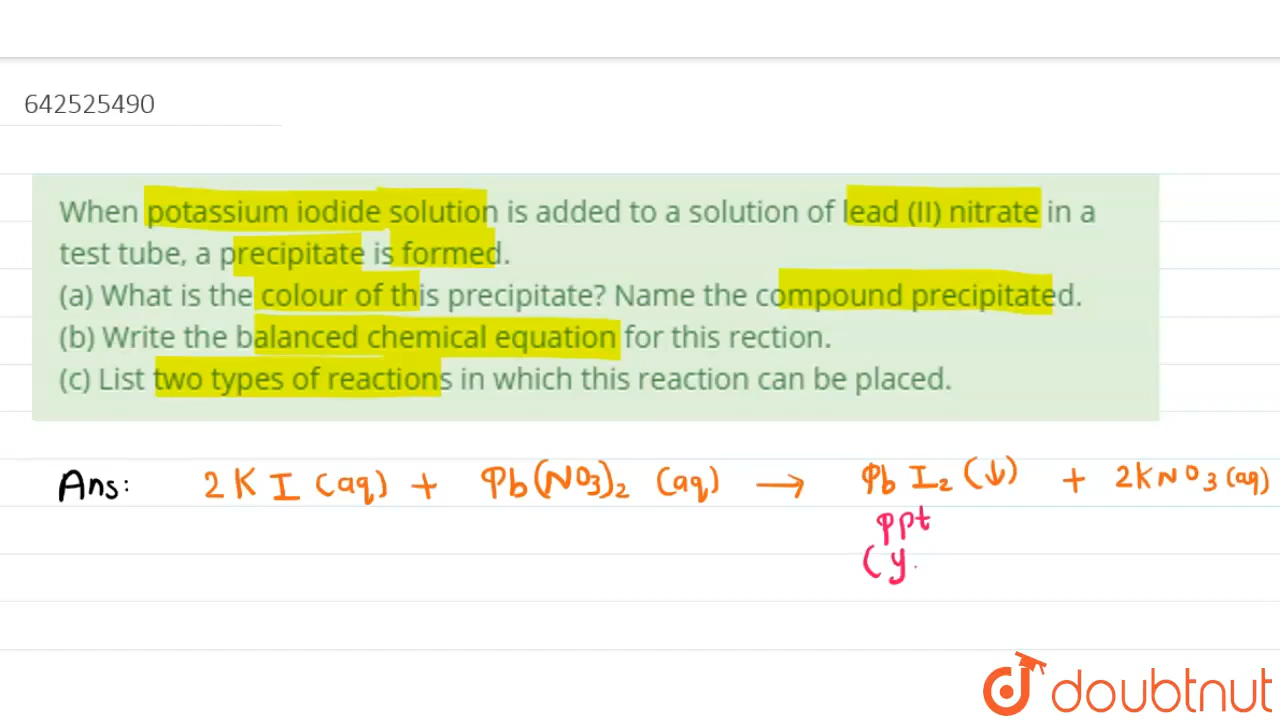 642525490
When potassium iodide solution is added to a solution of lead (II) nitrate in a
test tube, a precipitate is formed.
(a) What is the colour of this precipitate? Name the compound precipitated.
(b) Write the balanced chemical equation for this rection.
(c) List two types of reactions in which this reaction can be placed.
Ans: 2KI (aq) + Pb(NO3)2 (aq) → PbI2 (↓) + 2KNO3 (aq)
ppt
(y
doubtnut